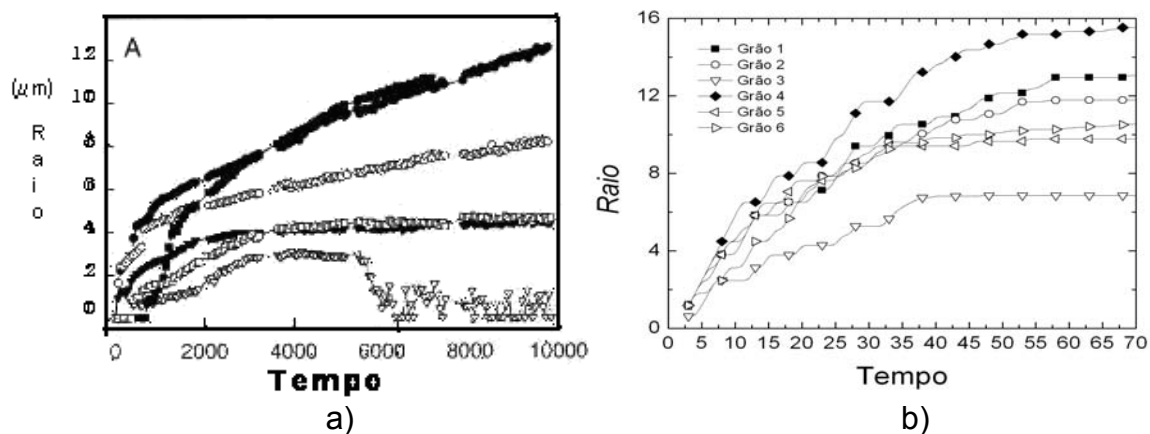 A
(μm)
R
a
i
o
12
10
8
6
4
2
0
0 2000 4000 6000 8000 10000
Tempo
a)
16
12
8
4
0
Raio
Grão 1
Grão 2
Grão 3
Grão 4
Grão 5
Grão 6
0 5 10 15 20 25 30 35 40 45 50 55 60 65 70
Tempo
b)